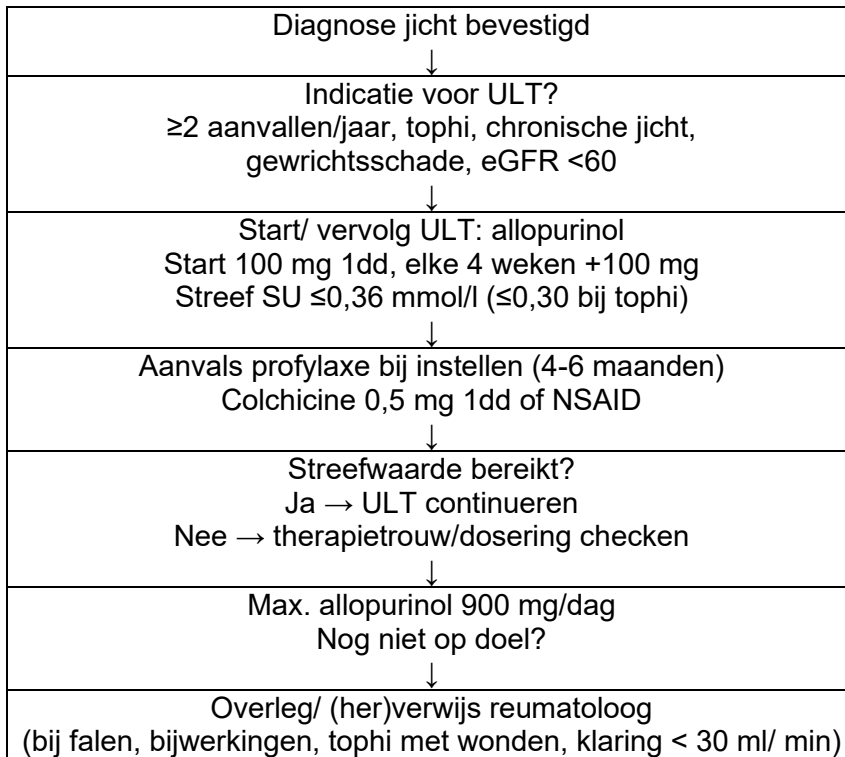 Diagnose jicht bevestigd
↓
Indicatie voor ULT?
≥2 aanvallen/jaar, tophi, chronische jicht,
gewrichtsschade, eGFR <60
↓
Start/ vervolg ULT: allopurinol
Start 100 mg 1dd, elke 4 weken +100 mg
Streef SU ≤0,36 mmol/l (≤0,30 bij tophi)
↓
Aanvals profylaxe bij instellen (4-6 maanden)
Colchicine 0,5 mg 1dd of NSAID
↓
Streefwaarde bereikt?
Ja → ULT continueren
Nee → therapietrouw/dosering checken
↓
Max. allopurinol 900 mg/dag
Nog niet op doel?
↓
Overleg/ (her)verwijs reumatoloog
(bij falen, bijwerkingen, tophi met wonden, klaring < 30 ml/ min)